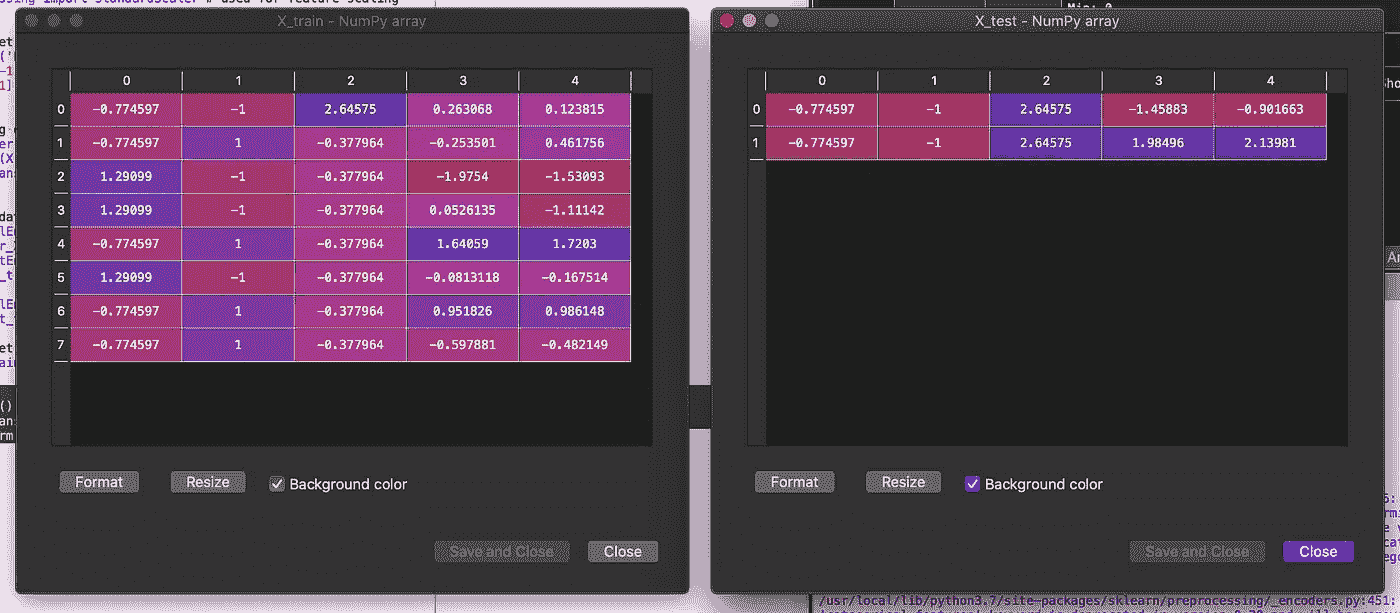 ssing import StandardScaler # used for feature scaling
X_train - NumPy array
0 1 2 3 4
0 -0.774597 -1 2.64575 0.263068 0.123815
1 -0.774597 1 -0.377964 -0.253501 0.461756
2 1.29099 -1 -0.377964 -1.9754 -1.53093
3 1.29099 -1 -0.377964 0.0526135 -1.11142
4 -0.774597 1 -0.377964 1.64059 1.7203
5 1.29099 -1 -0.377964 -0.0813118 -0.167514
6 -0.774597 1 -0.377964 0.951826 0.986148
7 -0.774597 1 -0.377964 -0.597881 -0.482149
Format Resize Background color
Save and Close Close
X_test - NumPy array
0 1 2 3 4
0 -0.774597 -1 2.64575 -1.45883 -0.901663
1 -0.774597 -1 2.64575 1.98496 2.13981
Format Resize Background color
Save and Close Close
/usr/local/lib/python3.7/site-packages/sklearn/preprocessing/_encoders.py:451: